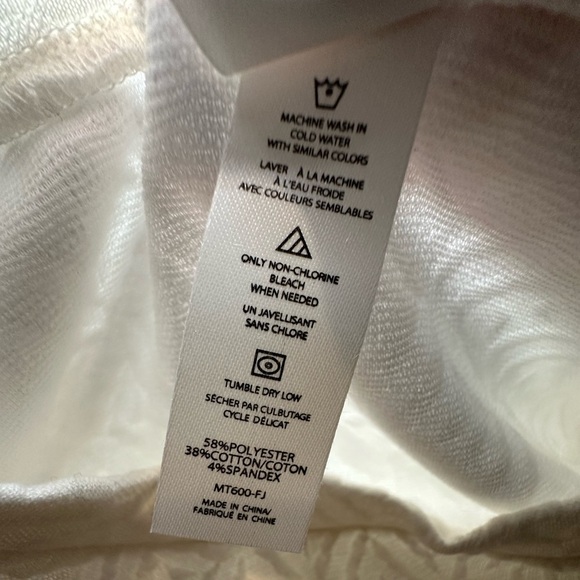 MACHINE WASH IN
COLD WATER
WITH SIMILAR COLORS
LAVER À LA MACHINE
À L'EAU FROIDE
AVEC COULEURS SEMBLABLES
ONLY NON-CHLORINE
BLEACH
WHEN NEEDED
UN JAVELLISANT
SANS CHLORE
TUMBLE DRY LOW
SÉCHER PAR CULBUTAGE
CYCLE DÉLICAT
58%POLYESTER
38%COTTON/COTON
4%SPANDEX
MT600-FJ
MADE IN CHINA/
FABRIQUÉ EN CHINE